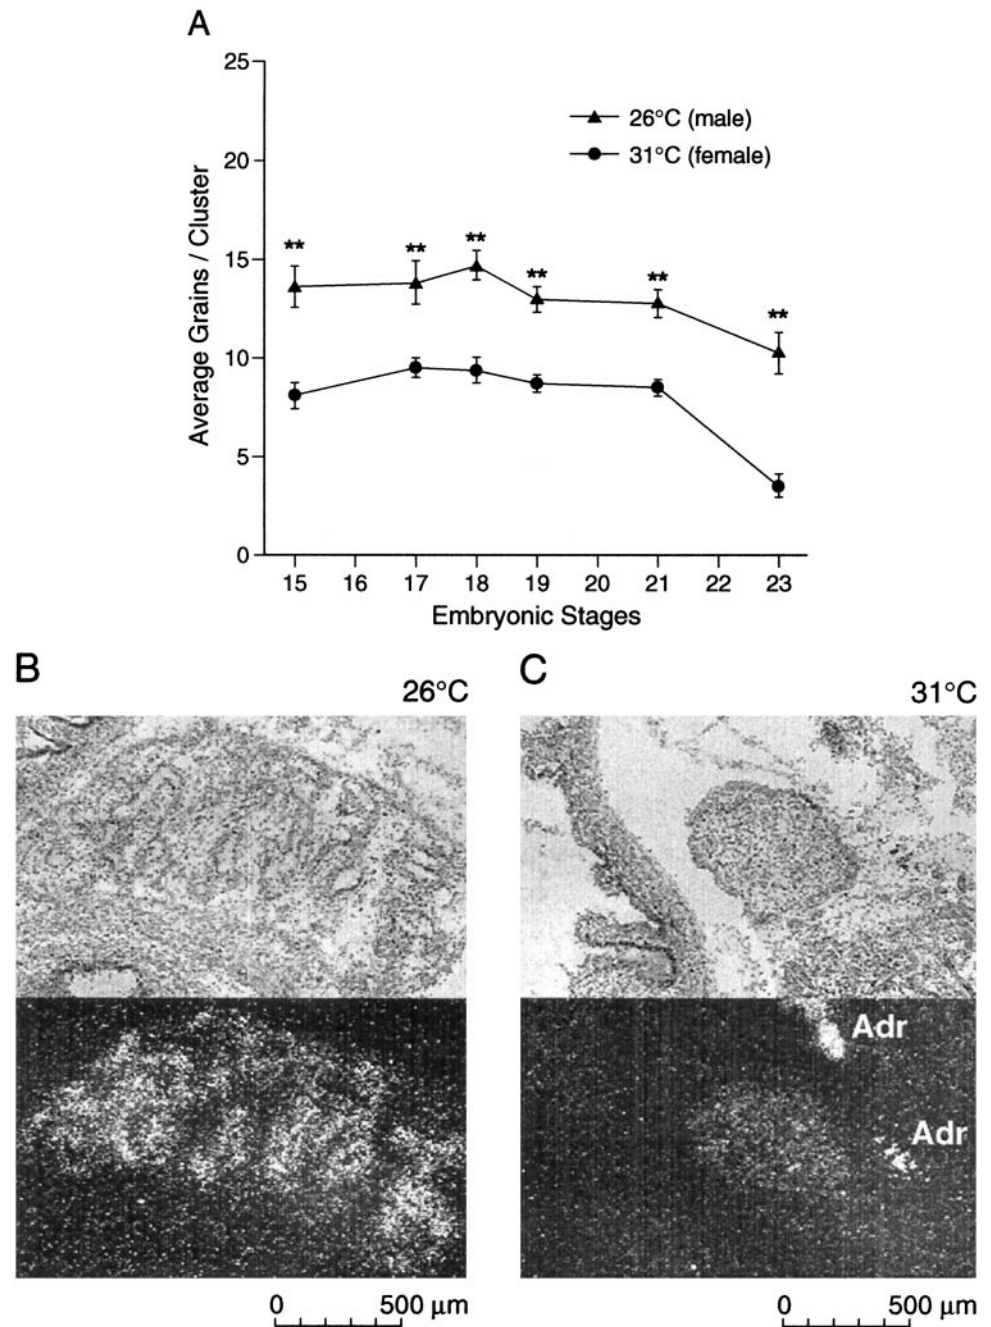 A
25
20
15
10
5
0
Average Grains / Cluster
26°C (male)
31°C (female)
**
**
**
**
**
**
15 16 17 18 19 20 21 22 23
Embryonic Stages
B
26°C
C
31°C
Adr
Adr
0 500 μm
0 500 μm